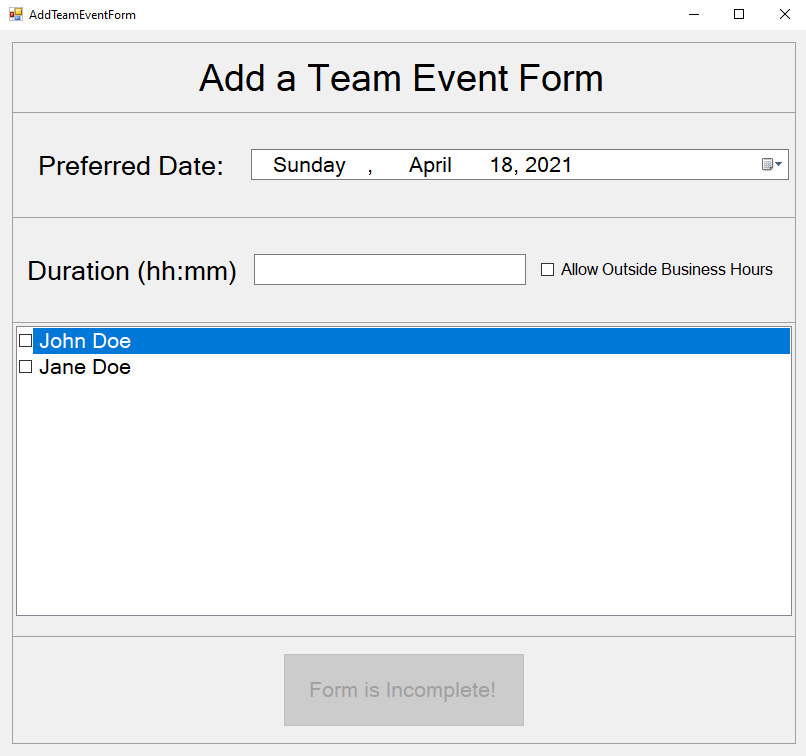 AddTeamEventForm
Add a Team Event Form
Preferred Date: Sunday , April 18, 2021
Duration (hh:mm) Allow Outside Business Hours
John Doe
Jane Doe
Form is Incomplete!